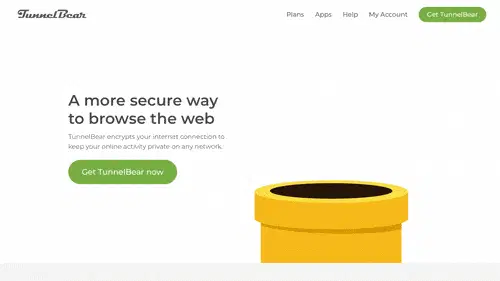 TunnelBear
Plans
Apps
Help
My Account
Get TunnelBear
A more secure way
to browse the web
TunnelBear encrypts your internet connection to
keep your online activity private on any network.
Get TunnelBear now